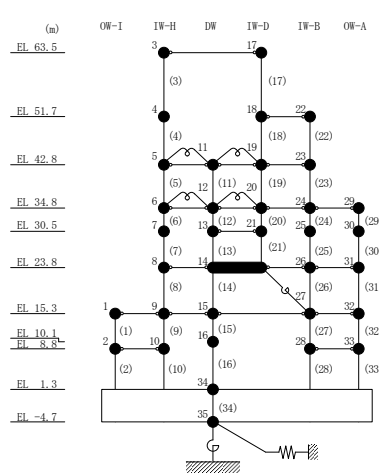 (m) OW-I IW-H DW IW-D IW-B OW-A
EL 63.5 3 17
(3) (17)
EL 51.7 4 18 22
(4) (18) (22)
11 19
EL 42.8 5 23
(5) (11) (19) (23)
12 20
EL 34.8 6 24 29
(6) (12) (20) (24) (29)
EL 30.5 7 13 21 25 30
(7) (13) (21) (25) (30)
EL 23.8 8 14 26 31
(8) (14) (26) (31)
27
EL 15.3 1 9 15 32
(1) (9) (15) (27) (32)
EL 10.1 16
EL 8.8 2 10 28 33
(2) (10) (16) (28) (33)
EL 1.3 34
(34)
EL -4.7 35